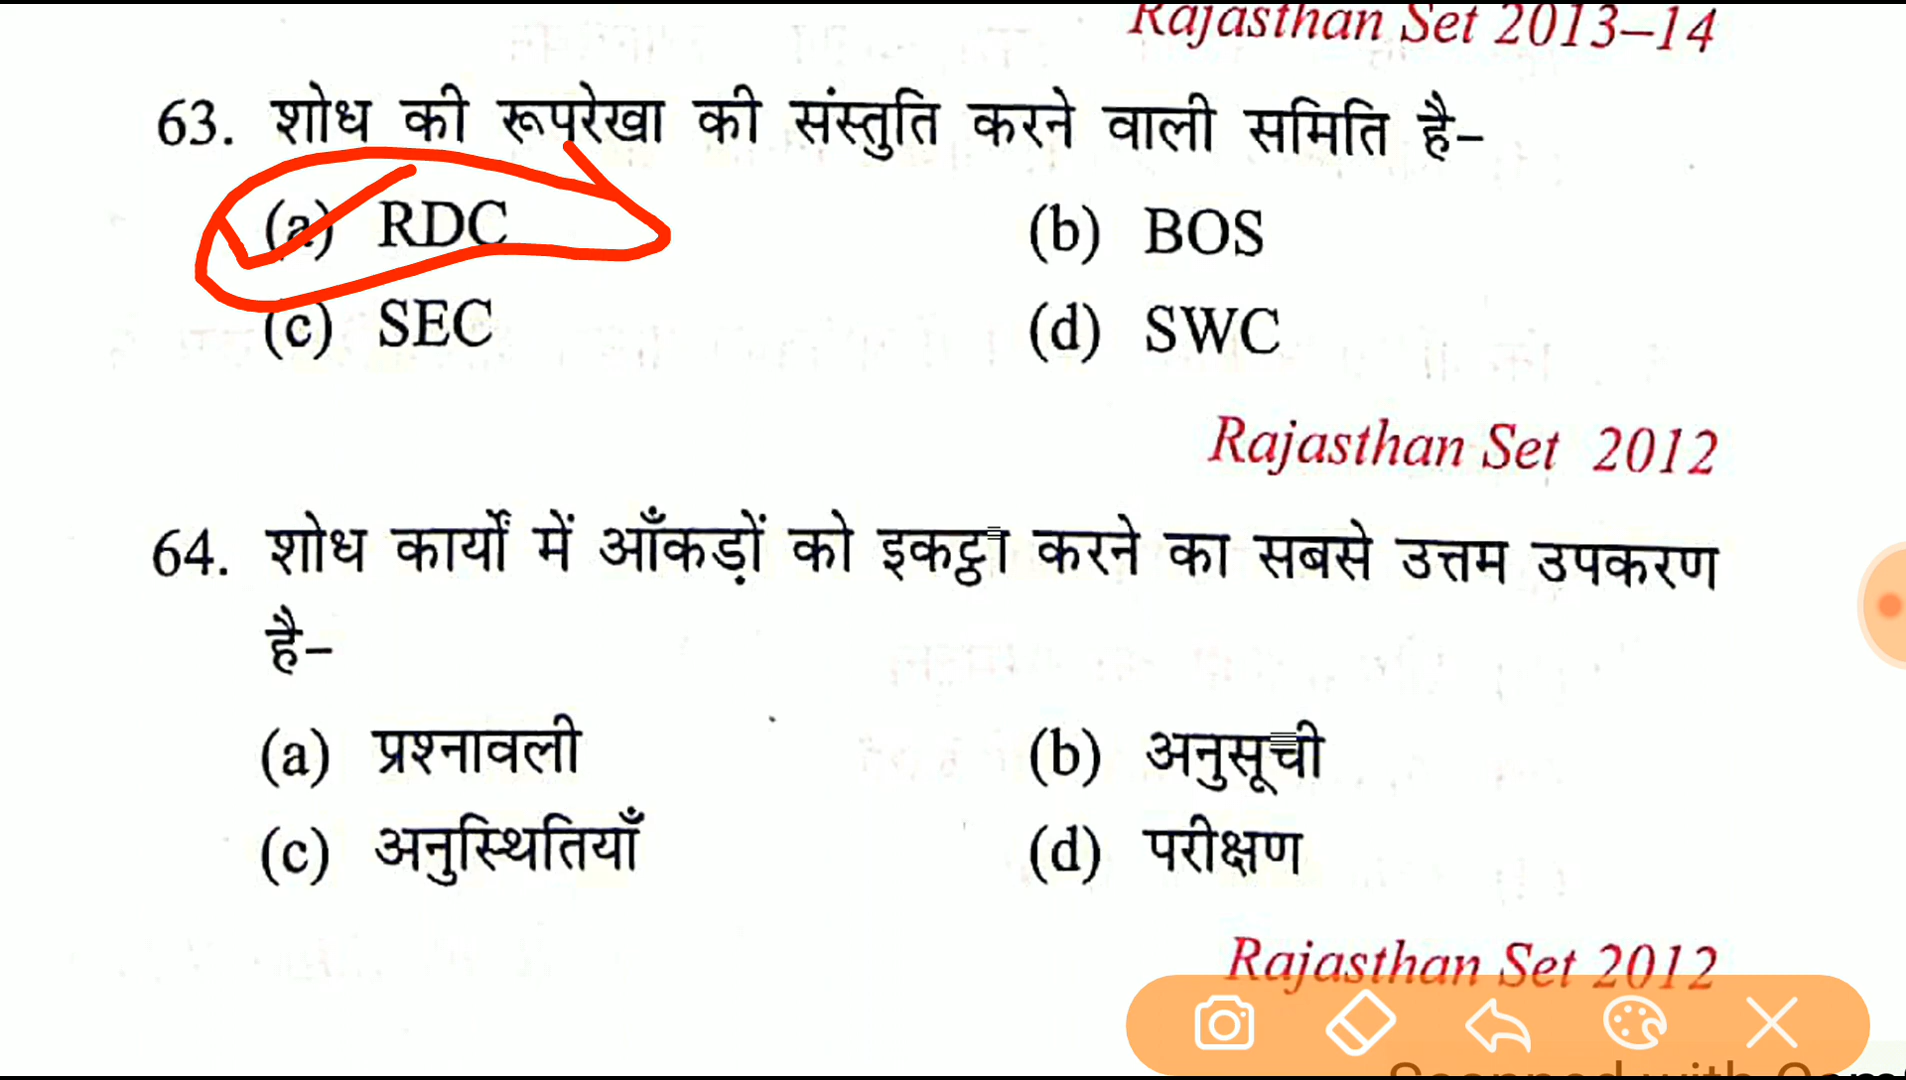 Rajasthan Set 2013–14
63. शोध की रूपरेखा की संस्तुति करने वाली समिति है–
(a) RDC (b) BOS
(c) SEC (d) SWC
Rajasthan Set 2012
64. शोध कार्यों में आँकड़ों को इकट्ठा करने का सबसे उत्तम उपकरण
है–
(a) प्रश्नावली (b) अनुसूची
(c) अनुस्थितियाँ (d) परीक्षण
Rajasthan Set 2012